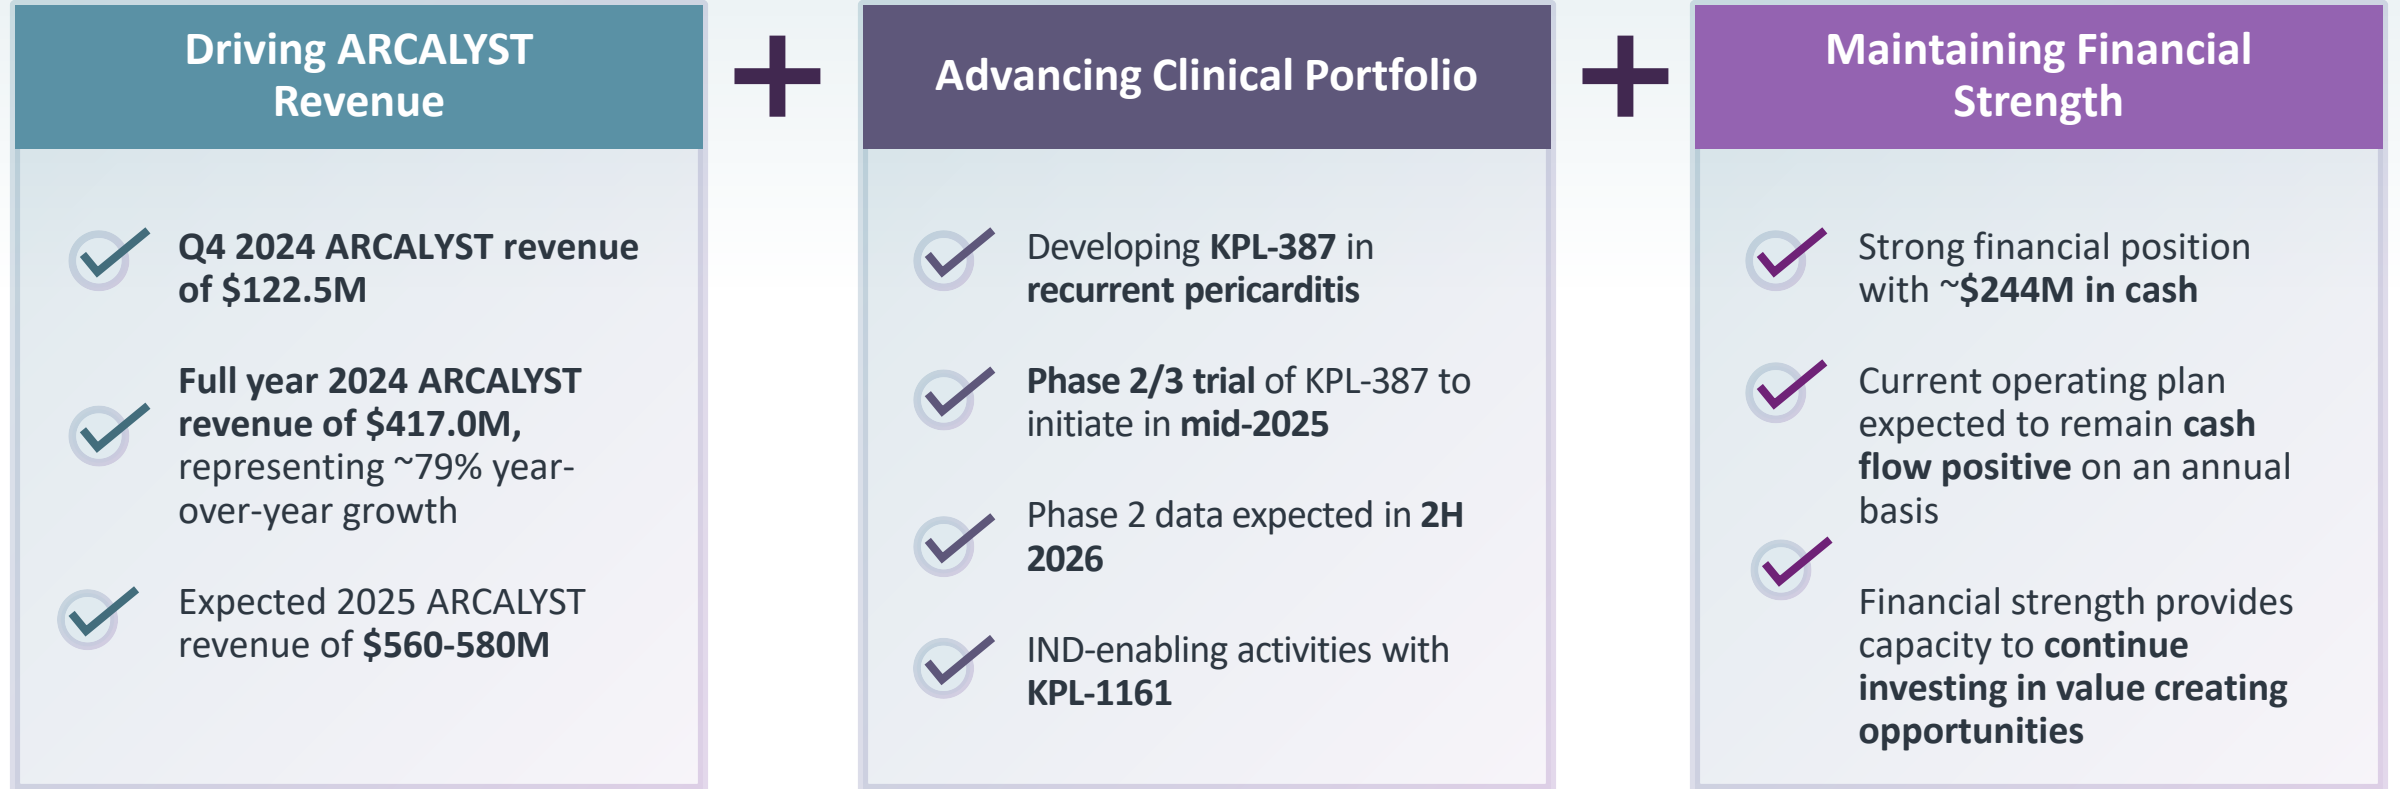 Driving ARCALYST
Revenue
Q4 2024 ARCALYST revenue
of $122.5M
Full year 2024 ARCALYST
revenue of $417.0M,
representing ~79% year-
over-year growth
Expected 2025 ARCALYST
revenue of $560-580M
+
Advancing Clinical Portfolio
Developing KPL-387 in
recurrent pericarditis
Phase 2/3 trial of KPL-387 to
initiate in mid-2025
Phase 2 data expected in 2H
2026
IND-enabling activities with
KPL-1161
+
Maintaining Financial
Strength
Strong financial position
with ~$244M in cash
Current operating plan
expected to remain cash
flow positive on an annual
basis
Financial strength provides
capacity to continue
investing in value creating
opportunities